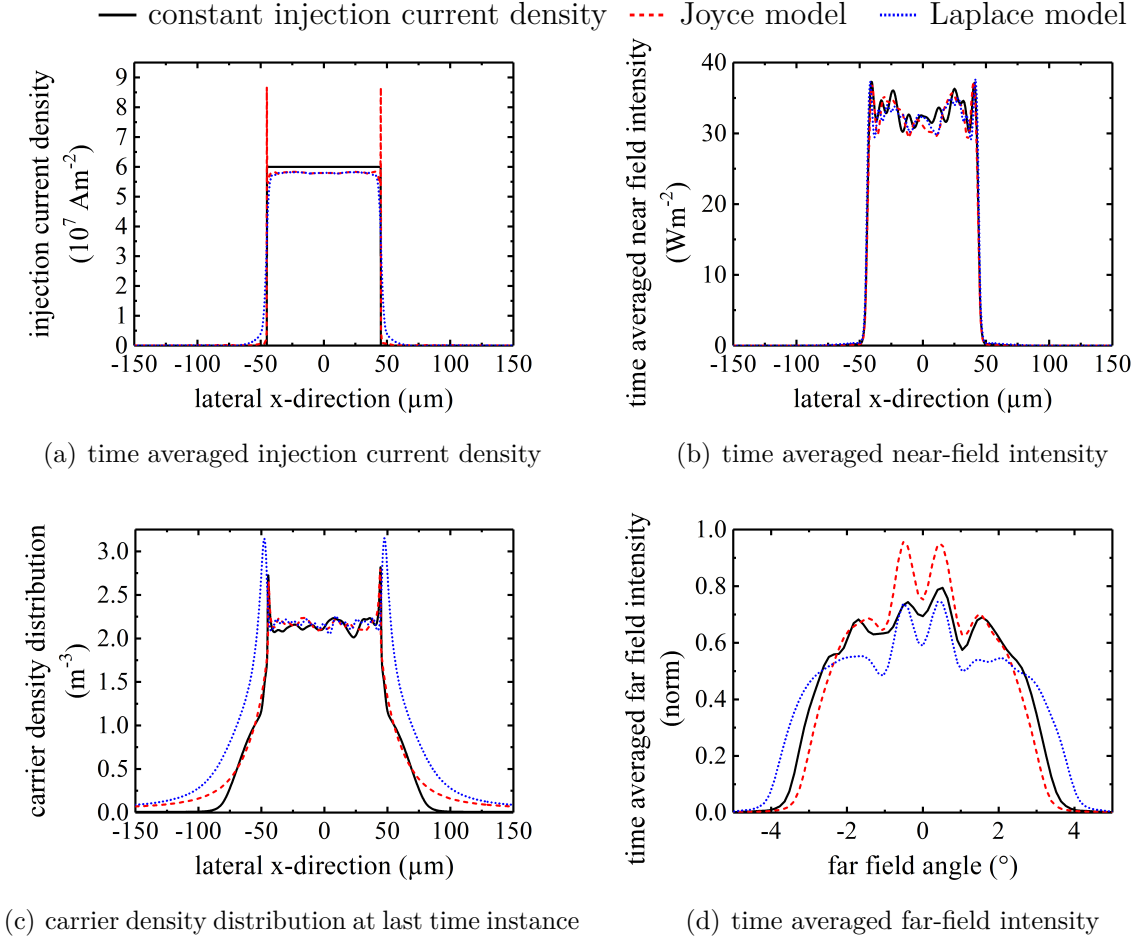 constant injection current density Joyce model Laplace model
injection current density
(10⁷ Am⁻²)
9
8
7
6
5
4
3
2
1
0
-150 -100 -50 0 50 100 150
lateral x-direction (µm)
(a) time averaged injection current density
time averaged near field intensity
(Wm⁻²)
40
30
20
10
0
-150 -100 -50 0 50 100 150
lateral x-direction (µm)
(b) time averaged near-field intensity
carrier density distribution
(m⁻³)
3.0
2.5
2.0
1.5
1.0
0.5
0.0
-150 -100 -50 0 50 100 150
lateral x-direction (µm)
(c) carrier density distribution at last time instance
time averaged far field intensity
(norm)
1.0
0.8
0.6
0.4
0.2
0.0
-4 -2 0 2 4
far field angle (°)
(d) time averaged far-field intensity